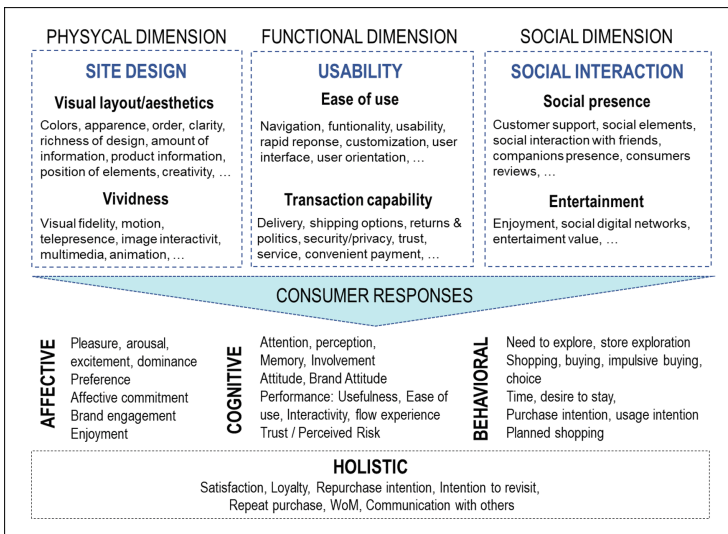 PHYSYCAL DIMENSION
FUNCTIONAL DIMENSION
SOCIAL DIMENSION
SITE DESIGN
Visual layout/aesthetics
Colors, apparence, order, clarity,
richness of design, amount of
information, product information,
position of elements, creativity, …
Vividness
Visual fidelity, motion,
telepresence, image interactivit,
multimedia, animation, …
USABILITY
Ease of use
Navigation, funtionality, usability,
rapid reponse, customization, user
interface, user orientation, …
Transaction capability
Delivery, shipping options, returns &
politics, security/privacy, trust,
service, convenient payment, …
SOCIAL INTERACTION
Social presence
Customer support, social elements,
social interaction with friends,
companions presence, consumers
reviews, …
Entertainment
Enjoyment, social digital networks,
entertaiment value, …
CONSUMER RESPONSES
AFFECTIVE
Pleasure, arousal,
excitement, dominance
Preference
Affective commitment
Brand engagement
Enjoyment
COGNITIVE
Attention, perception,
Memory, Involvement
Attitude, Brand Attitude
Performance: Usefulness, Ease of
use, Interactivity, flow experience
Trust / Perceived Risk
BEHAVIORAL
Need to explore, store exploration
Shopping, buying, impulsive buying,
choice
Time, desire to stay,
Purchase intention, usage intention
Planned shopping
HOLISTIC
Satisfaction, Loyalty, Repurchase intention, Intention to revisit,
Repeat purchase, WoM, Communication with others